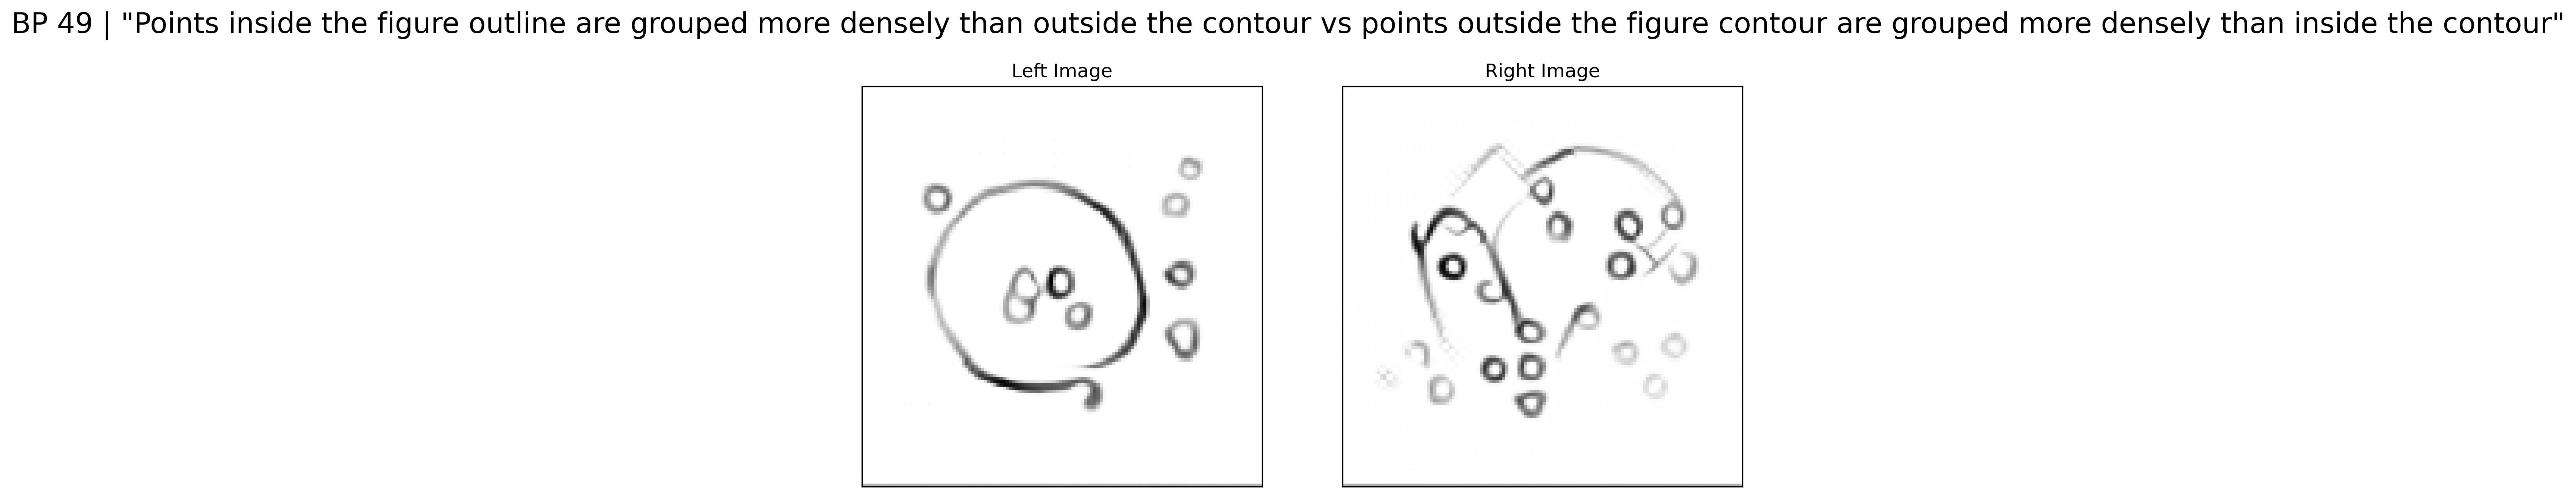 BP 49 | "Points inside the figure outline are grouped more densely than outside the contour vs points outside the figure contour are grouped more densely than inside the contour"
Left Image
Right Image